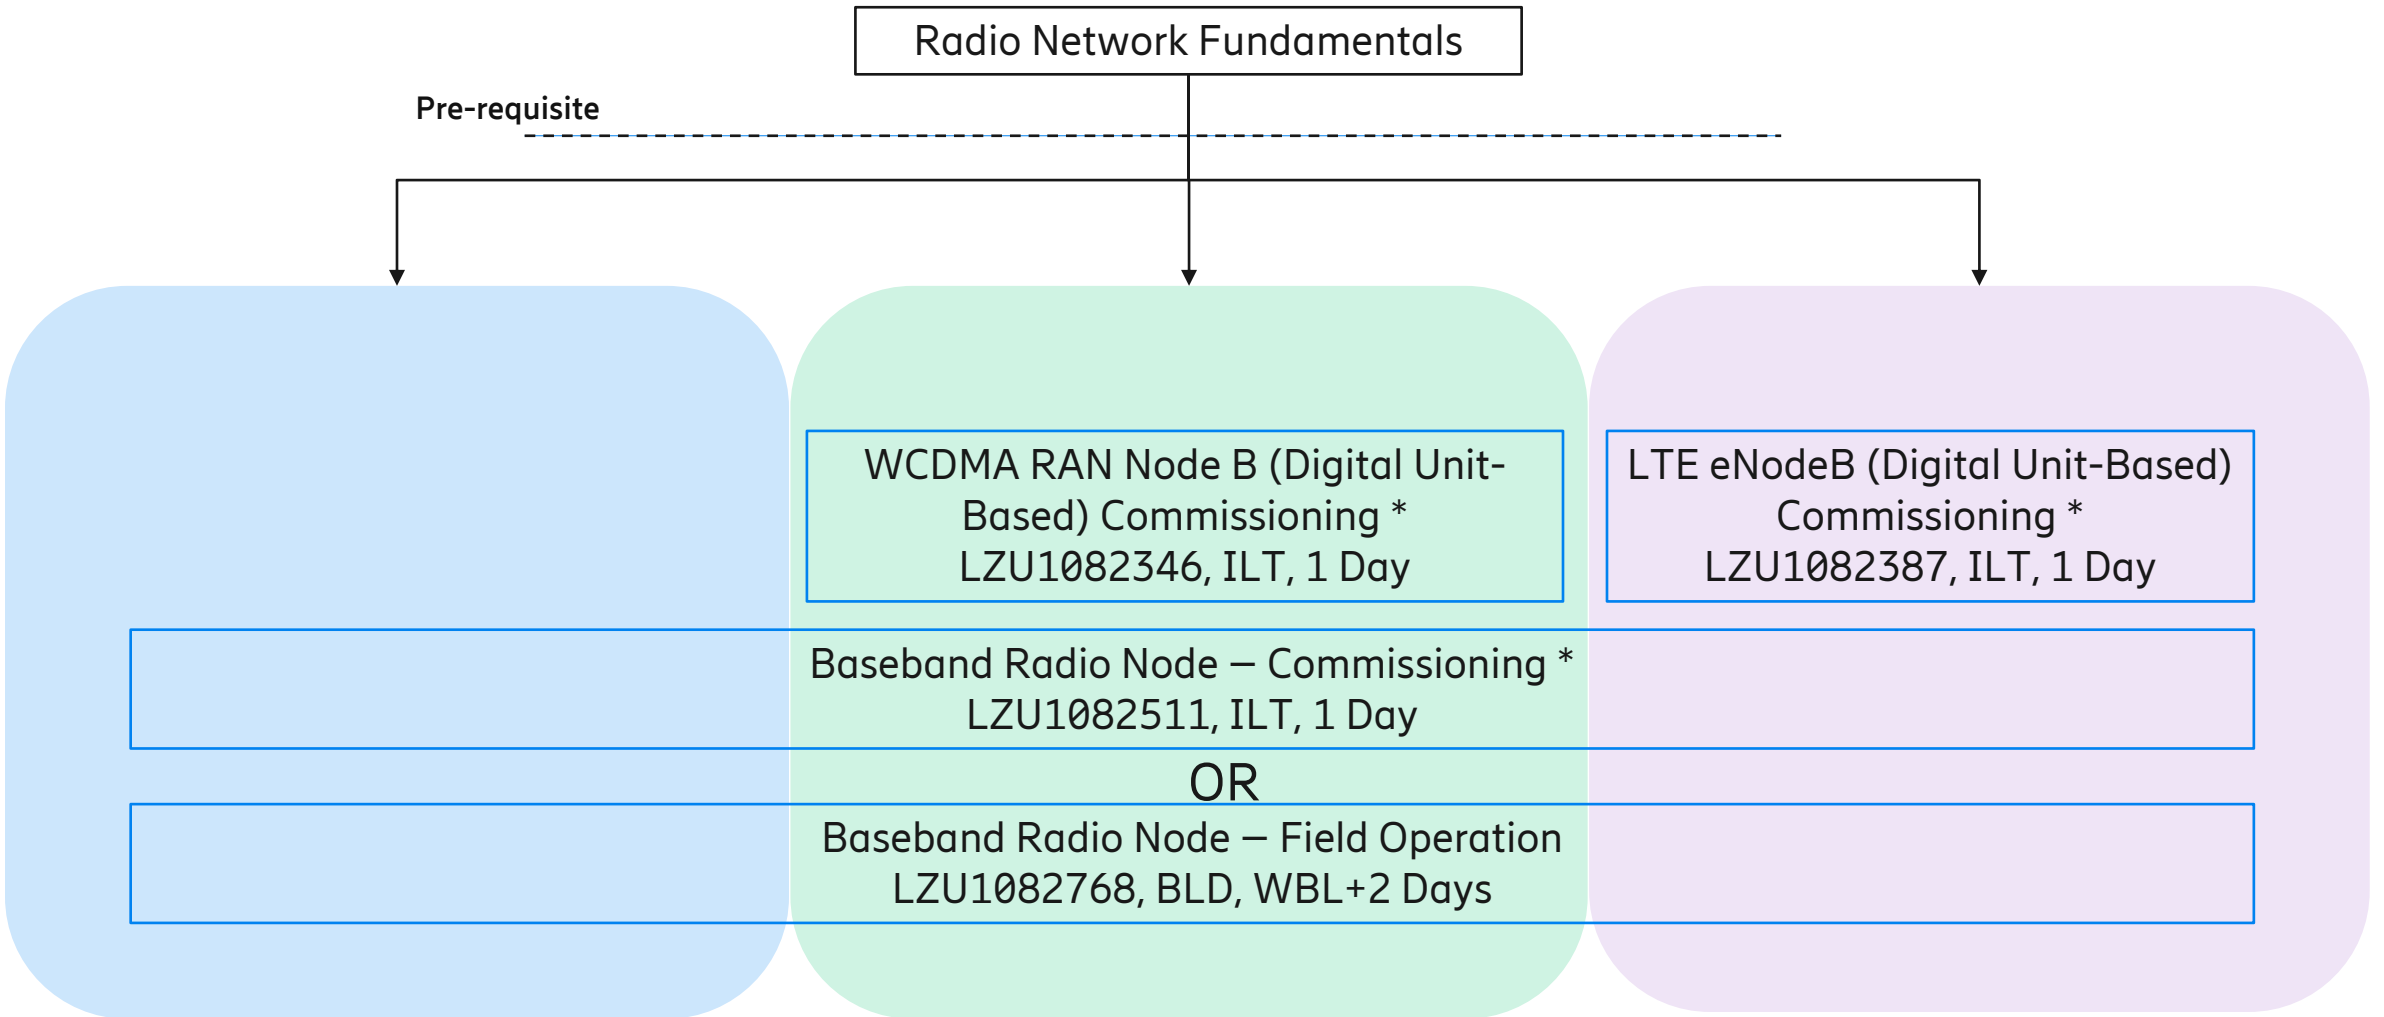 Radio Network Fundamentals
Pre-requisite
WCDMA RAN Node B (Digital Unit-
Based) Commissioning *
LZU1082346, ILT, 1 Day
LTE eNodeB (Digital Unit-Based)
Commissioning *
LZU1082387, ILT, 1 Day
Baseband Radio Node – Commissioning *
LZU1082511, ILT, 1 Day
OR
Baseband Radio Node – Field Operation
LZU1082768, BLD, WBL+2 Days